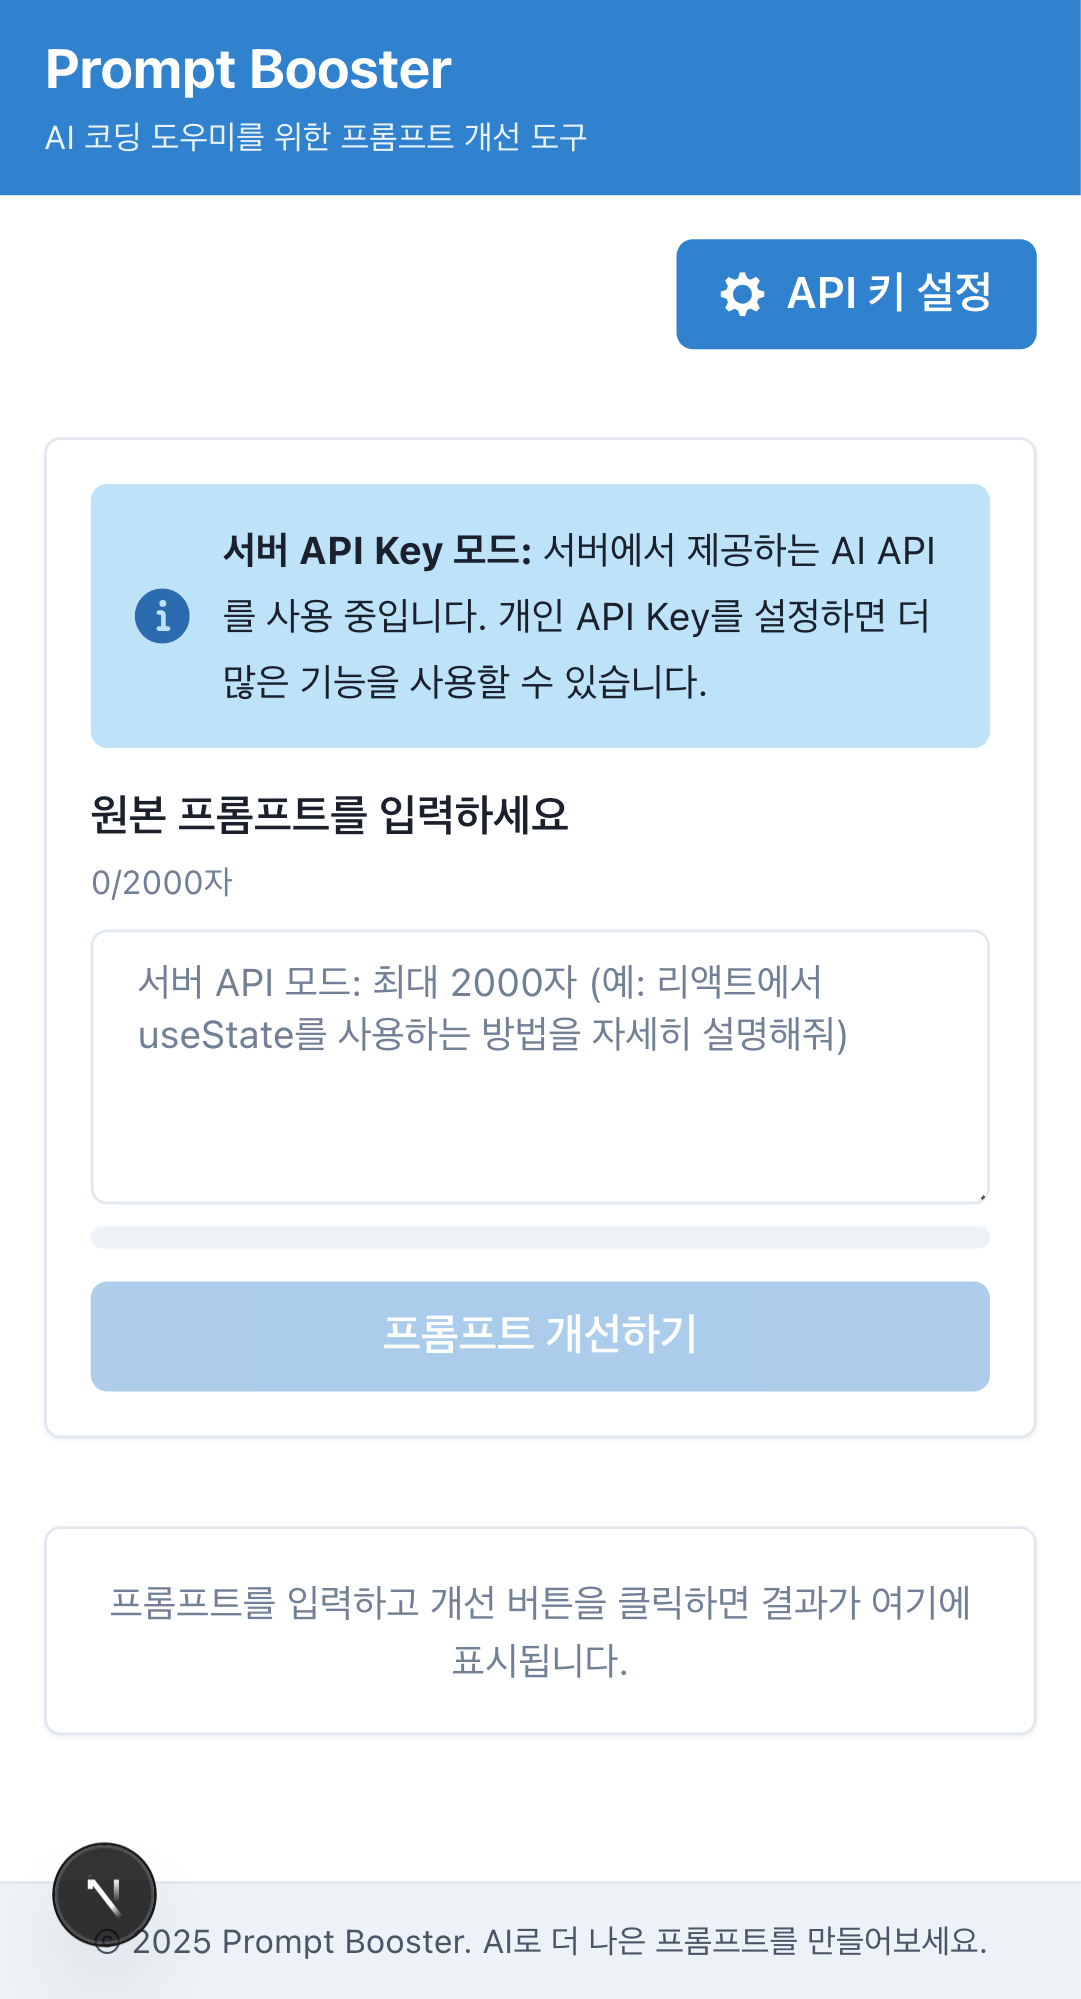 Prompt Booster
AI 코딩 도우미를 위한 프롬프트 개선 도구
API 키 설정
서버 API Key 모드: 서버에서 제공하는 AI API
를 사용 중입니다. 개인 API Key를 설정하면 더
많은 기능을 사용할 수 있습니다.
원본 프롬프트를 입력하세요
0/2000자
서버 API 모드: 최대 2000자 (예: 리액트에서
useState를 사용하는 방법을 자세히 설명해줘)
프롬프트 개선하기
프롬프트를 입력하고 개선 버튼을 클릭하면 결과가 여기에
표시됩니다.
N
© 2025 Prompt Booster. AI로 더 나은 프롬프트를 만들어보세요.